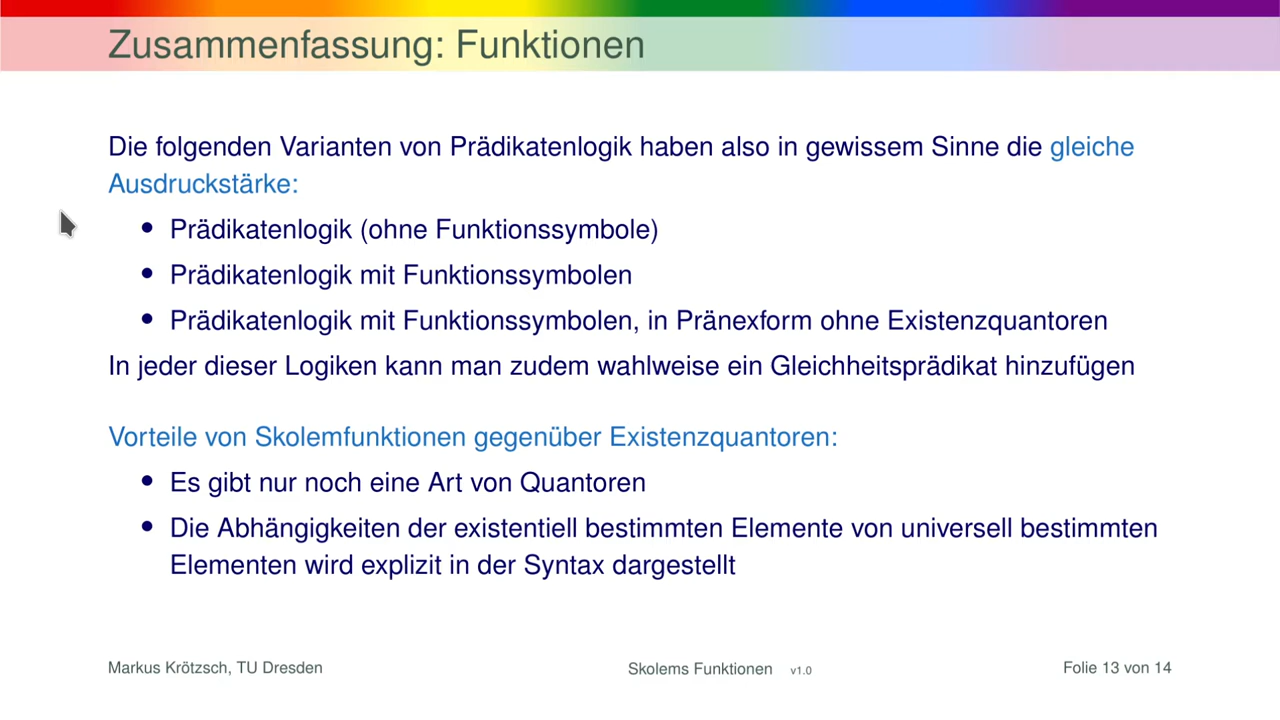 Zusammenfassung: Funktionen
Die folgenden Varianten von Prädikatenlogik haben also in gewissem Sinne die gleiche
Ausdruckstärke:
• Prädikatenlogik (ohne Funktionssymbole)
• Prädikatenlogik mit Funktionssymbolen
• Prädikatenlogik mit Funktionssymbolen, in Pränexform ohne Existenzquantoren
In jeder dieser Logiken kann man zudem wahlweise ein Gleichheitsprädikat hinzufügen
Vorteile von Skolemfunktionen gegenüber Existenzquantoren:
• Es gibt nur noch eine Art von Quantoren
• Die Abhängigkeiten der existentiell bestimmten Elemente von universell bestimmten
Elementen wird explizit in der Syntax dargestellt
Markus Krötzsch, TU Dresden Skolems Funktionen v1.0 Folie 13 von 14